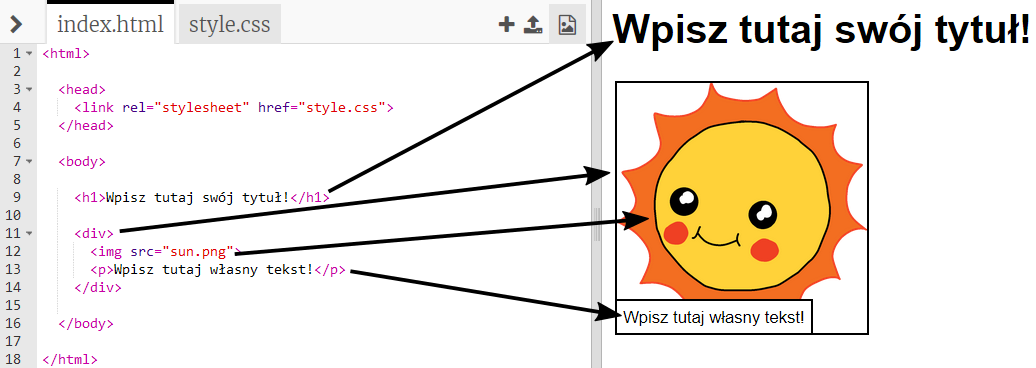 index.html style.css
1 <html>
2
3 <head>
4 <link rel="stylesheet" href="style.css">
5 </head>
6
7 <body>
8
9 <h1>Wpisz tutaj swój tytuł!</h1>
10
11 <div>
12 <img src="sun.png">
13 <p>Wpisz tutaj własny tekst!</p>
14 </div>
15
16 </body>
17
18 </html>
Wpisz tutaj swój tytuł!
Wpisz tutaj własny tekst!